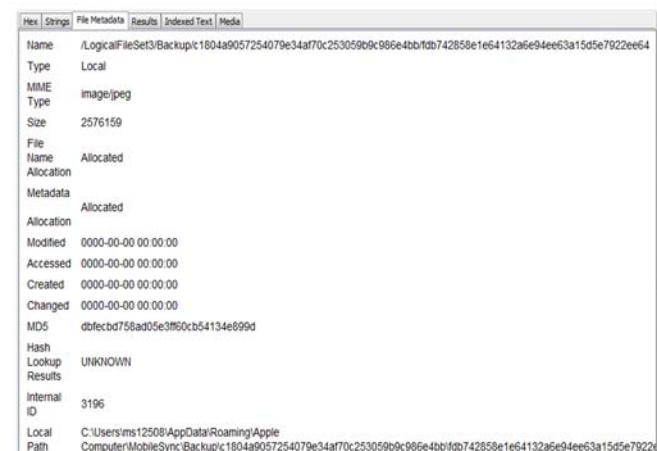 Hex Strings File Metadata Results Indexed Text Media
Name /LogicalFileSet3/Backup/c1804a9057254079e34af70c253059b9c986e4bb/fdb742858e1e64132a6e94ee63a15d5e7922ee64
Type Local
MIME
Type image/jpeg
Size 2576159
File
Name Allocated
Allocation
Metadata
Allocated
Allocation
Modified 0000-00-00 00:00:00
Accessed 0000-00-00 00:00:00
Created 0000-00-00 00:00:00
Changed 0000-00-00 00:00:00
MD5 dbfecbd758ad05e3ff60cb54134e899d
Hash
Lookup UNKNOWN
Results
Internal
ID 3196
Local C:\Users\ms12508\AppData\Roaming\Apple
Path Computer\MobileSync\Backup\c1804a9057254079e34af70c253059b9c986e4bb\fdb742858e1e64132a6e94ee63a15d5e7922e